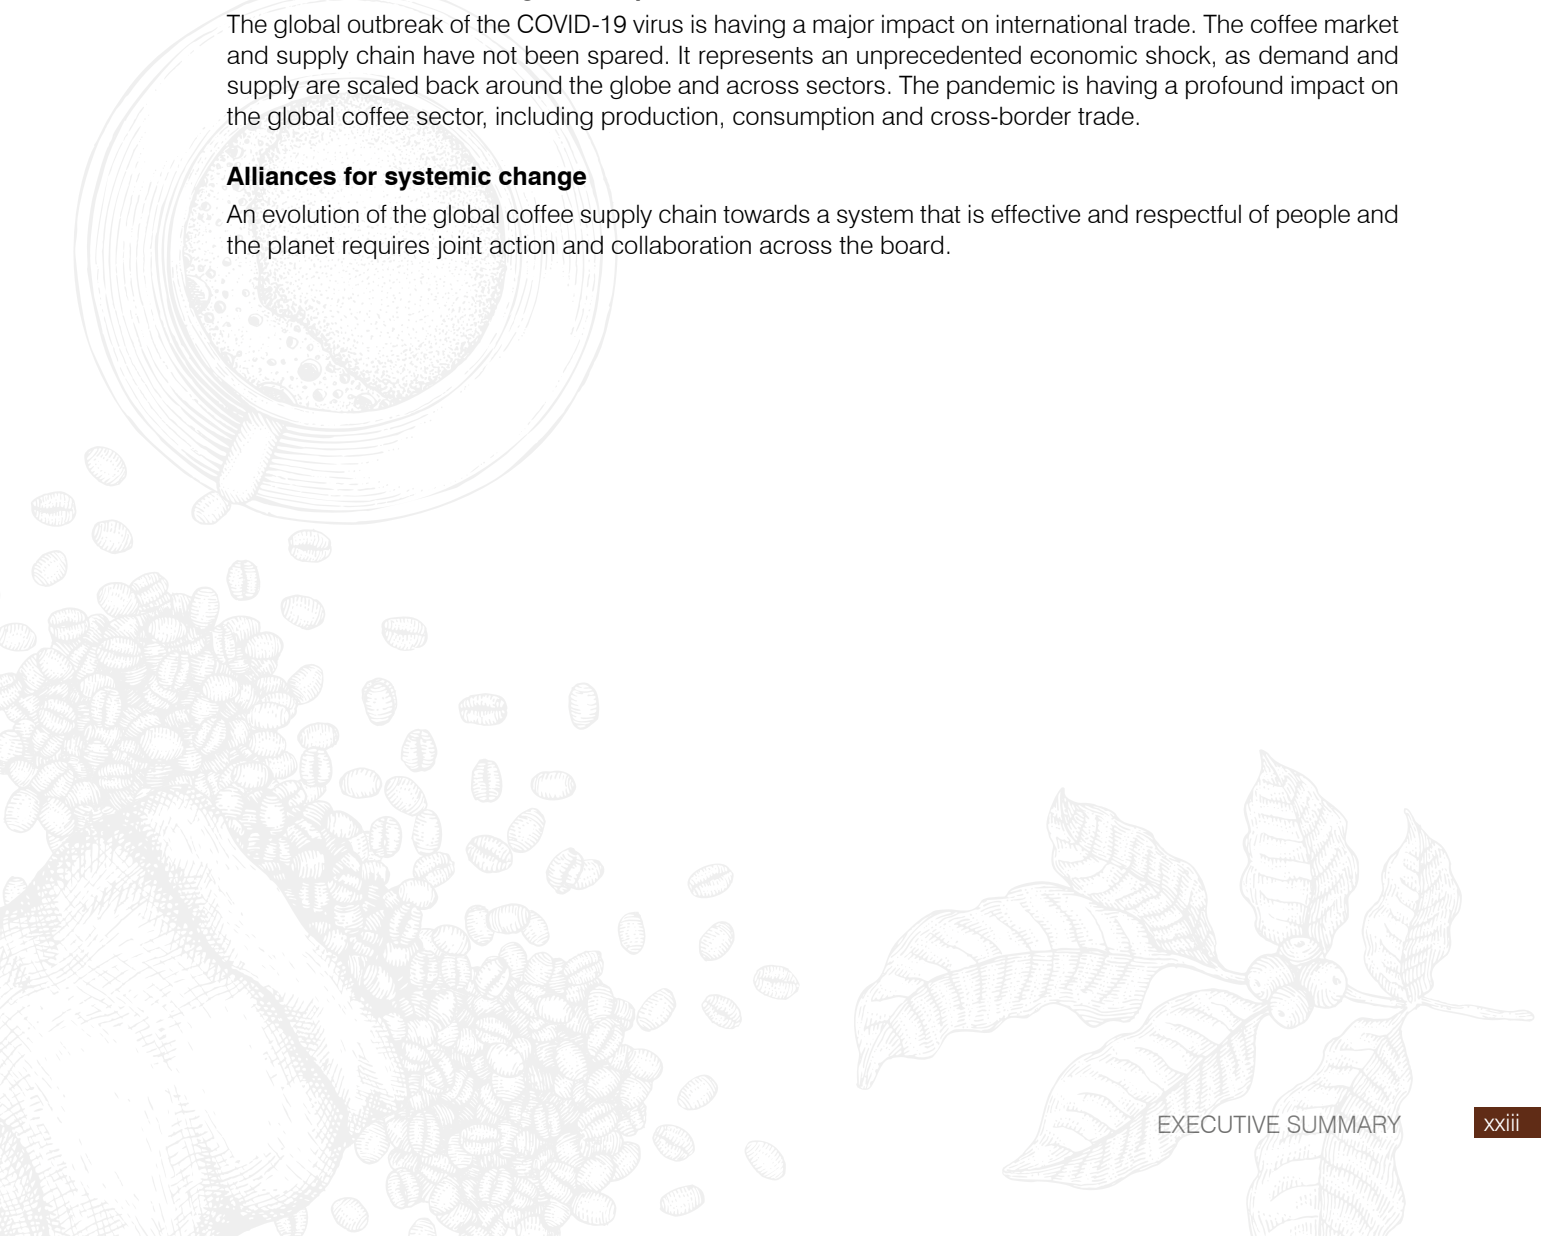 The global outbreak of the COVID-19 virus is having a major impact on international trade. The coffee market
and supply chain have not been spared. It represents an unprecedented economic shock, as demand and
supply are scaled back around the globe and across sectors. The pandemic is having a profound impact on
the global coffee sector, including production, consumption and cross-border trade.
Alliances for systemic change
An evolution of the global coffee supply chain towards a system that is effective and respectful of people and
the planet requires joint action and collaboration across the board.
EXECUTIVE SUMMARY
xxiii